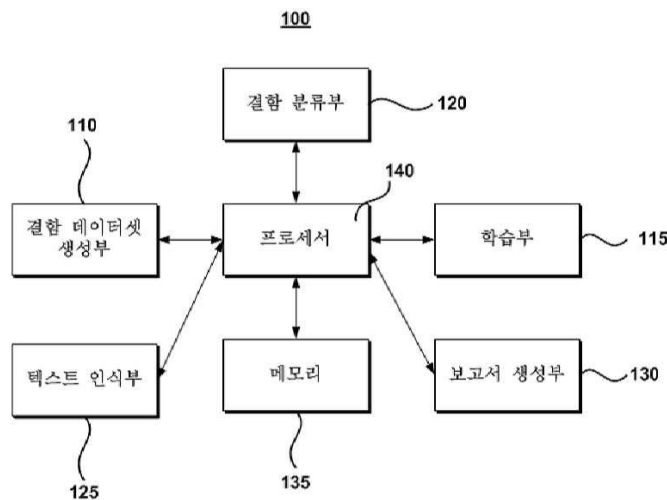 100
결함 분류부
120
110
140
결함 데이터셋
생성부
프로세서
학습부
115
텍스트 인식부
메모리
보고서 생성부
130
125
135